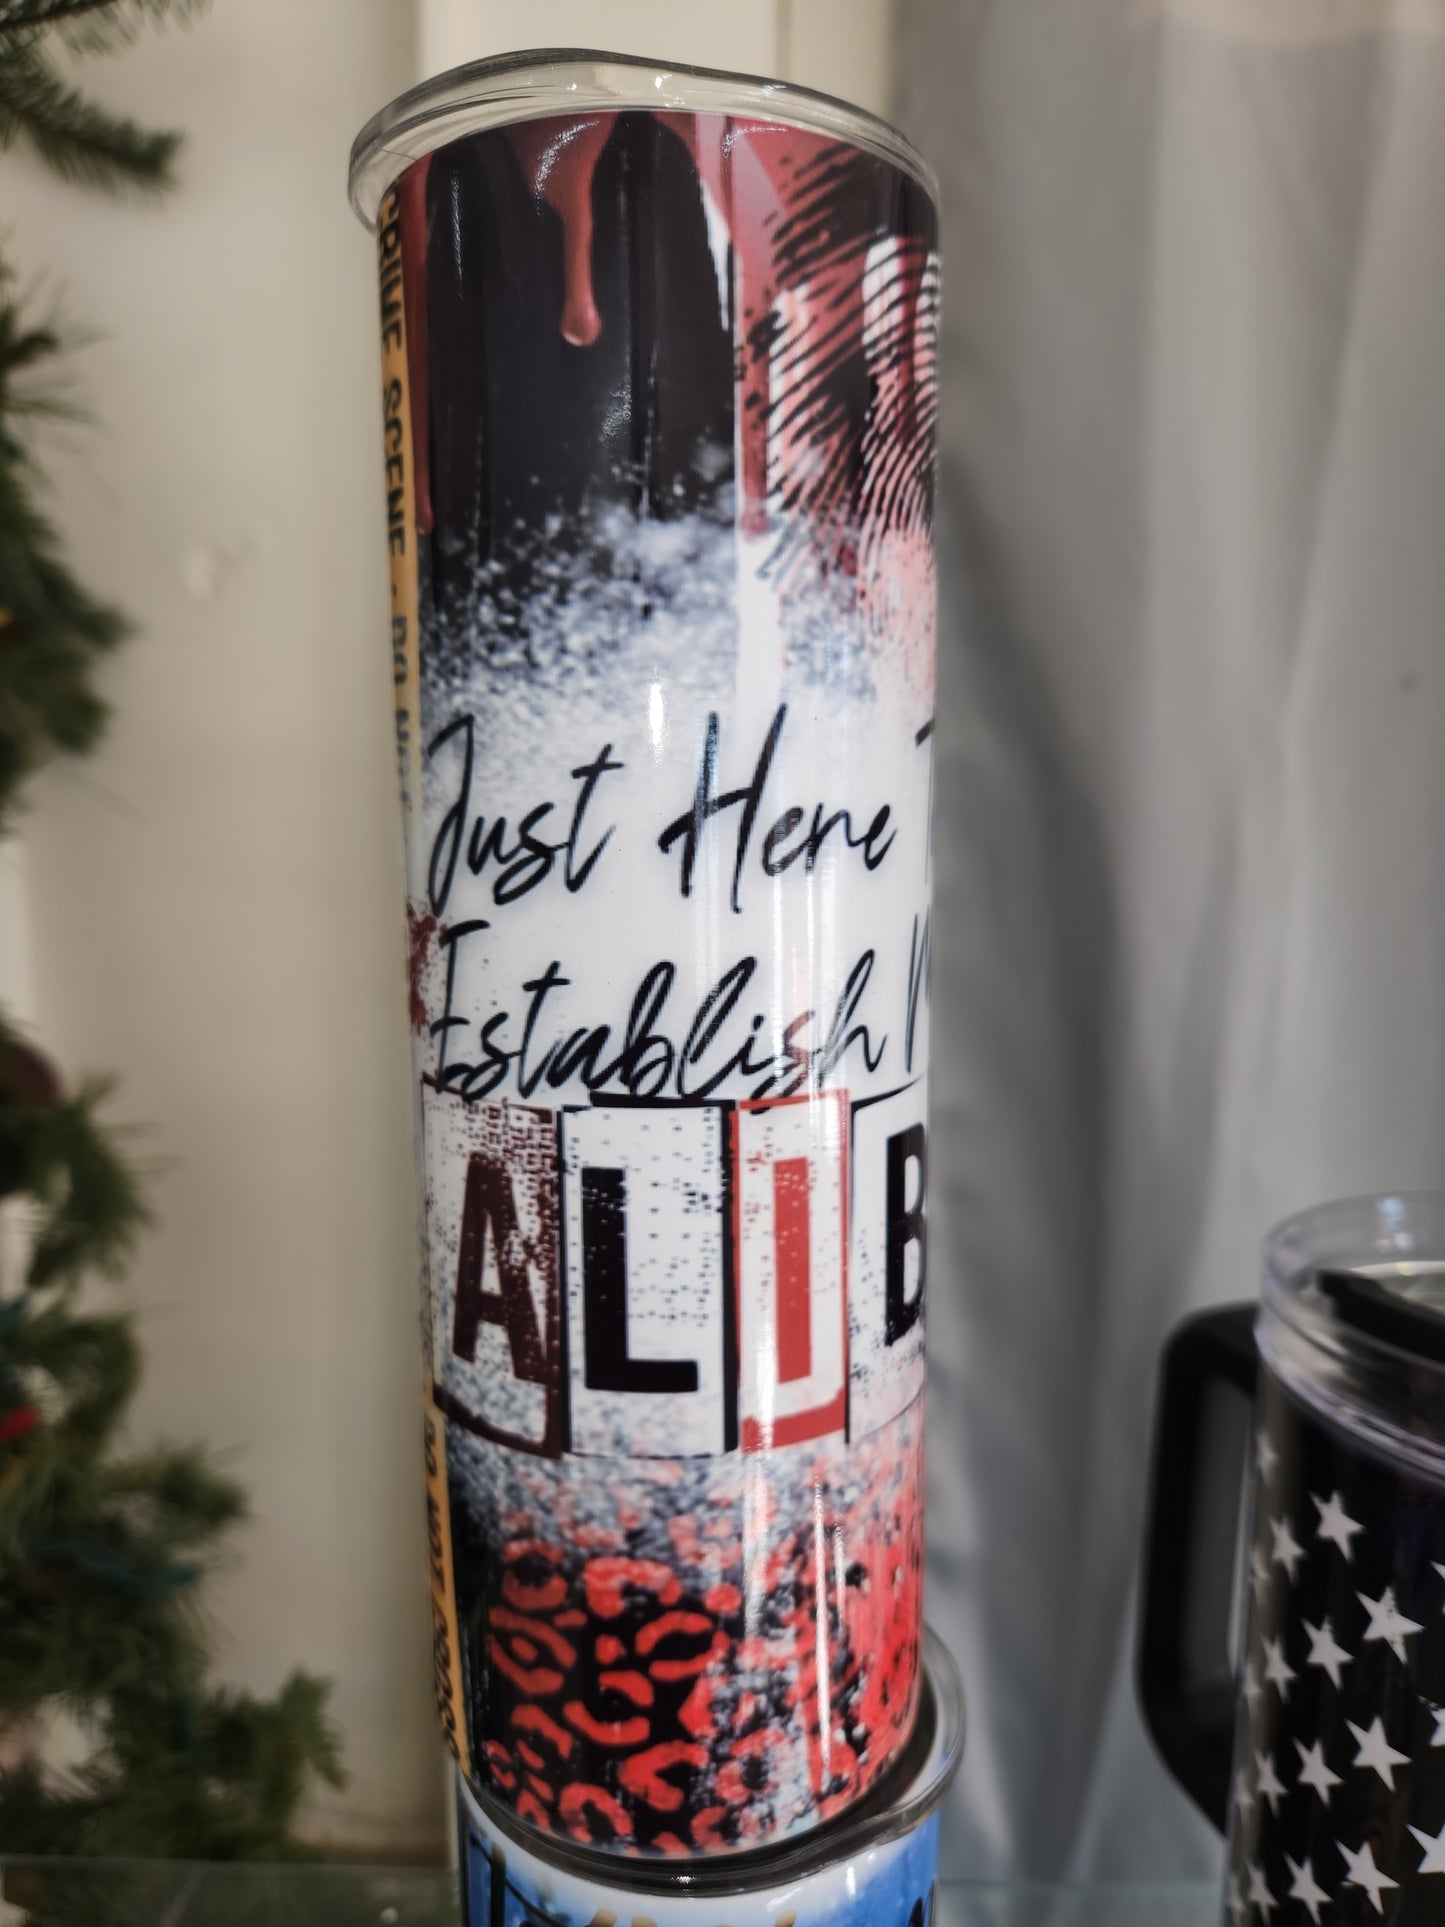 CRIME SCENE - DO NOT
Just Here
Establish
ALIB